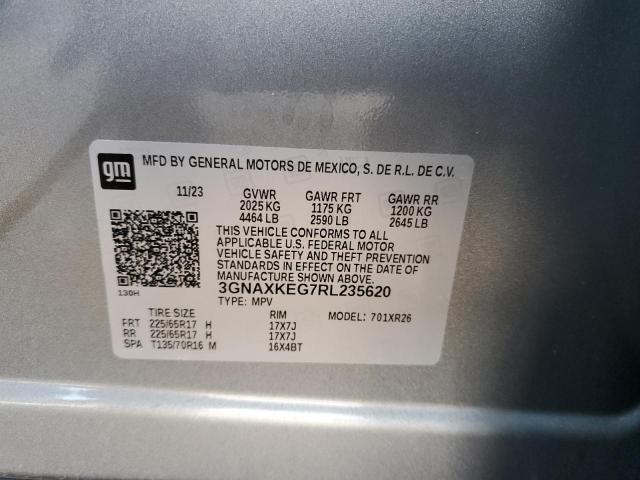 gm
MFD BY GENERAL MOTORS DE MEXICO, S. DE R.L. DE C.V.
11/23 GVWR GAWR FRT GAWR RR
2025 KG 1175 KG 1200 KG
4464 LB 2590 LB 2645 LB
THIS VEHICLE CONFORMS TO ALL
APPLICABLE U.S. FEDERAL MOTOR
VEHICLE SAFETY AND THEFT PREVENTION
STANDARDS IN EFFECT ON THE DATE OF
MANUFACTURE SHOWN ABOVE.
130H 3GNAXKEG7RL235620
TYPE: MPV MODEL: 701XR26
TIRE SIZE RIM
FRT 225/65R17 H 17X7J
RR 225/65R17 H 17X7J
SPA T135/70R16 M 16X4BT